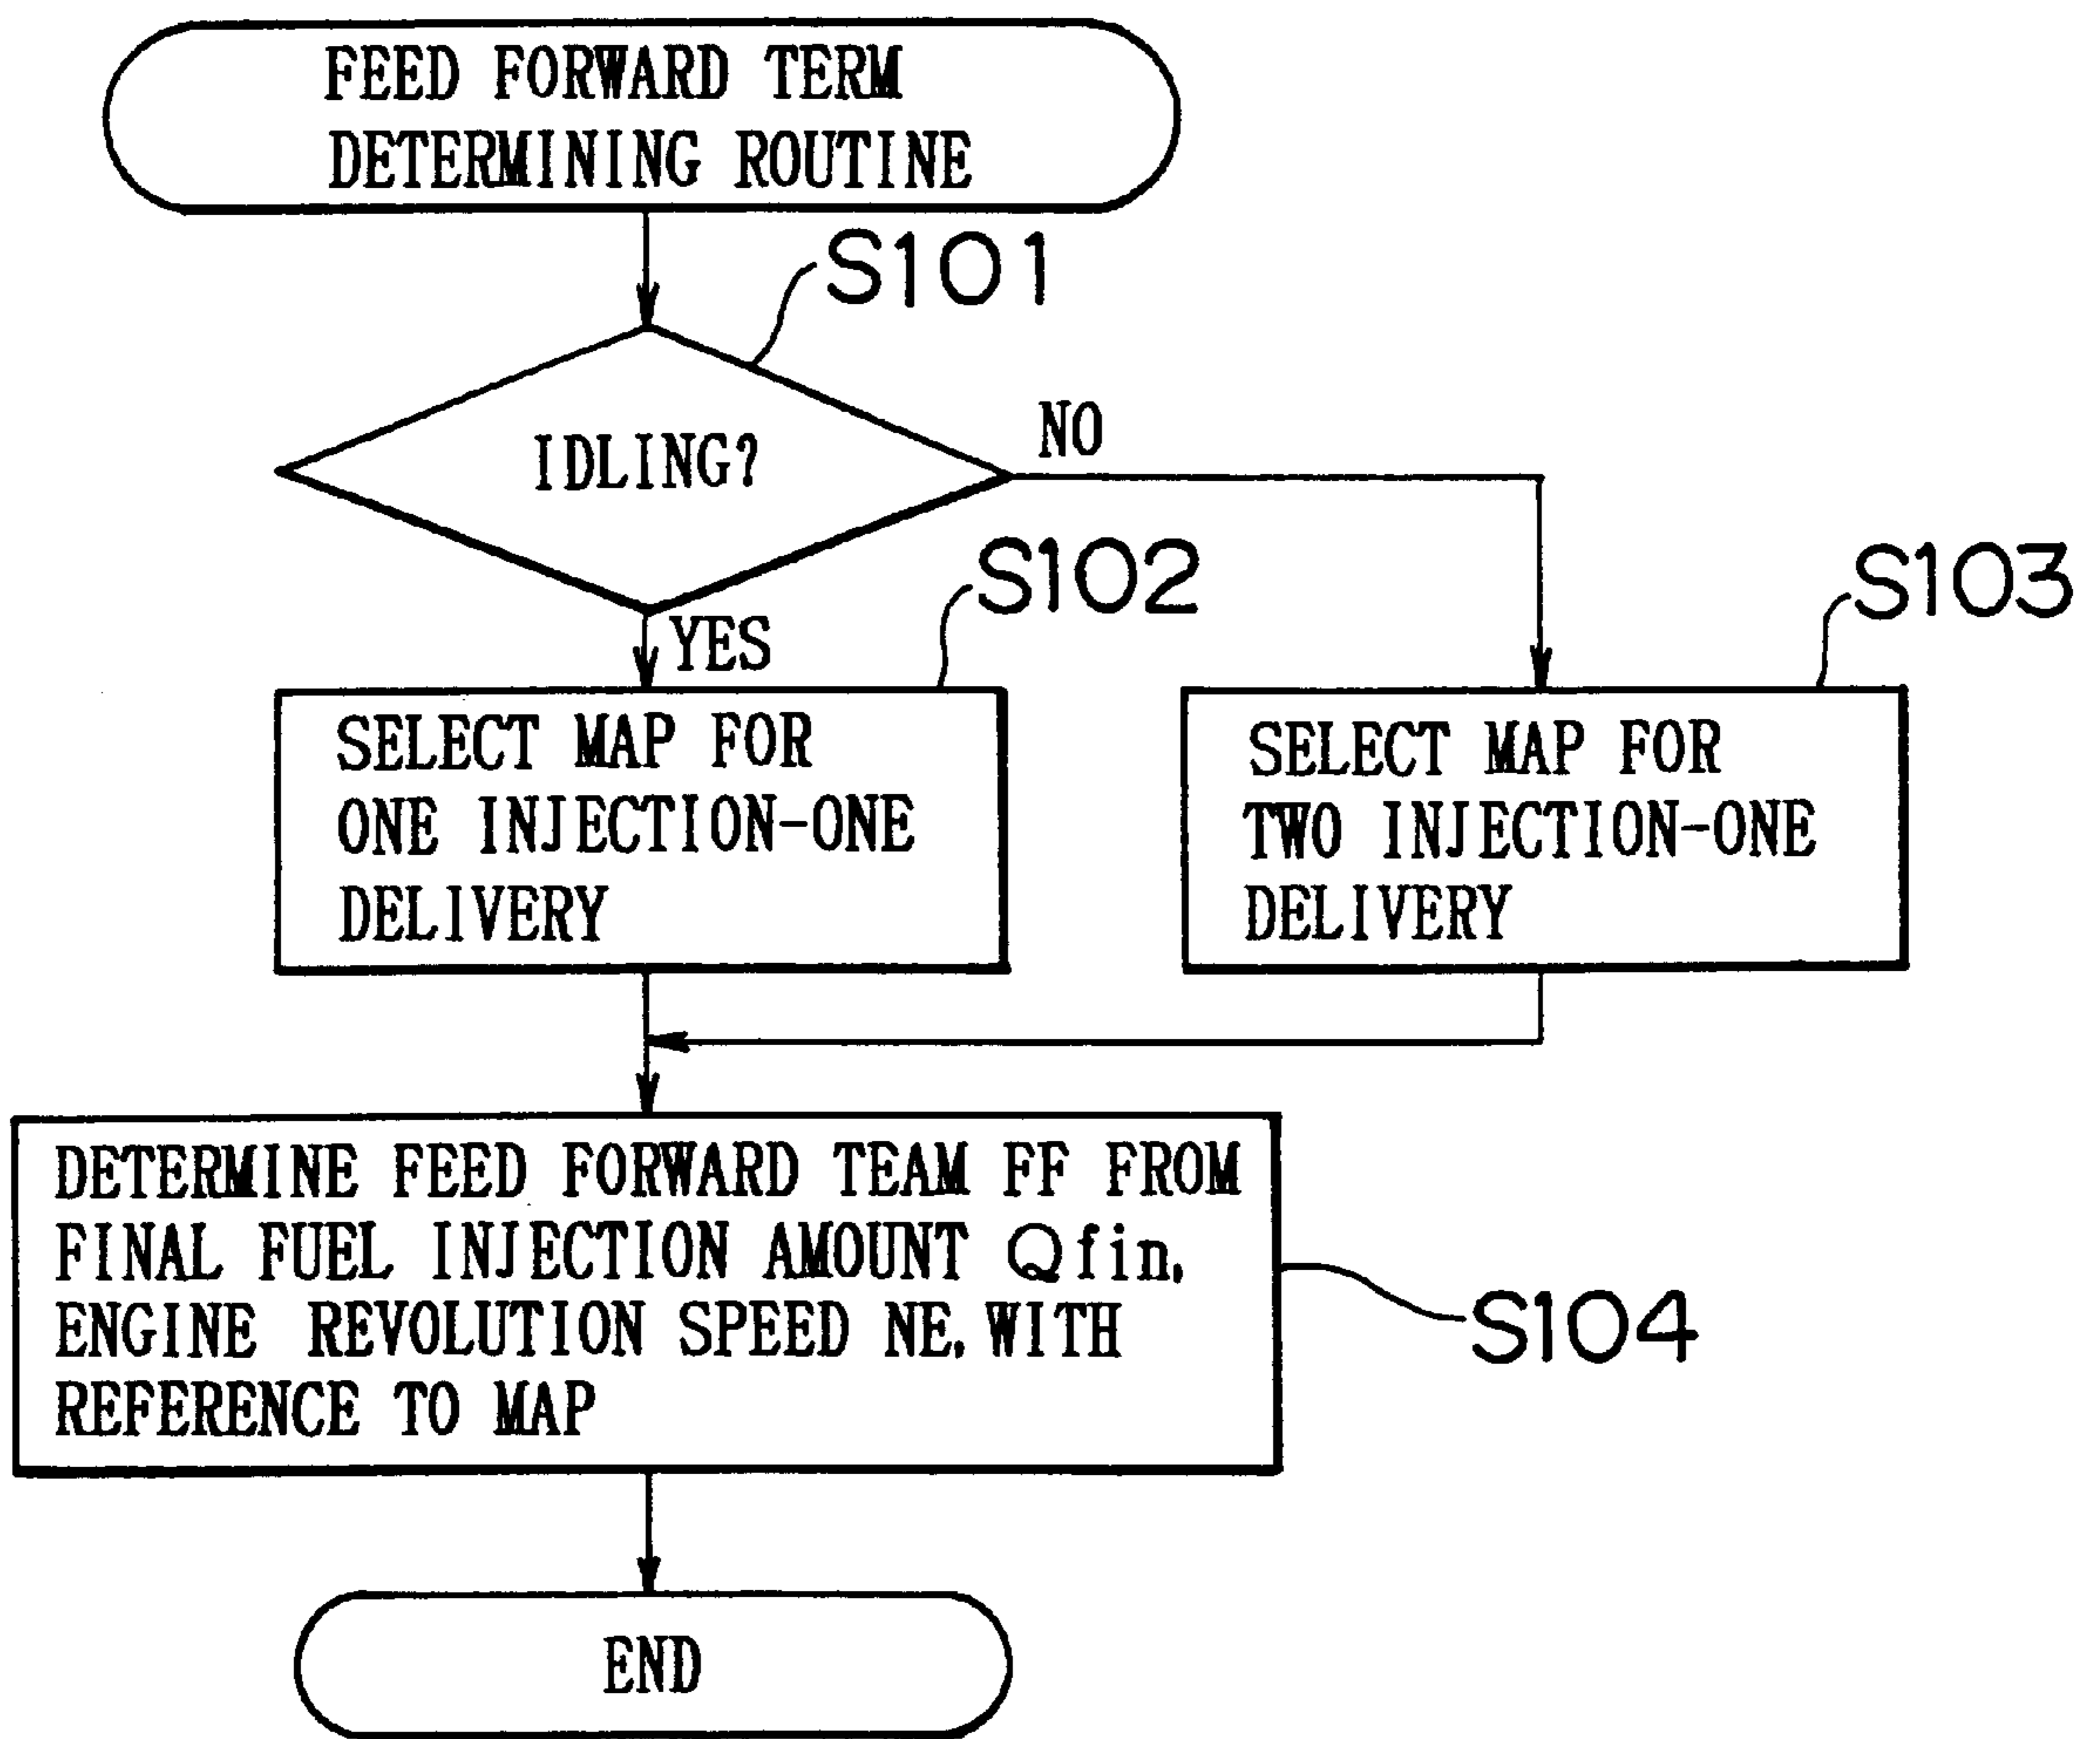 FEED FORWARD TERM
DETERMINING ROUTINE
S101
IDLING?
NO
YES
S102
S103
SELECT MAP FOR
ONE INJECTION-ONE
DELIVERY
SELECT MAP FOR
TWO INJECTION-ONE
DELIVERY
DETERMINE FEED FORWARD TEAM FF FROM
FINAL FUEL INJECTION AMOUNT Qfin,
ENGINE REVOLUTION SPEED NE, WITH
REFERENCE TO MAP
S104
END